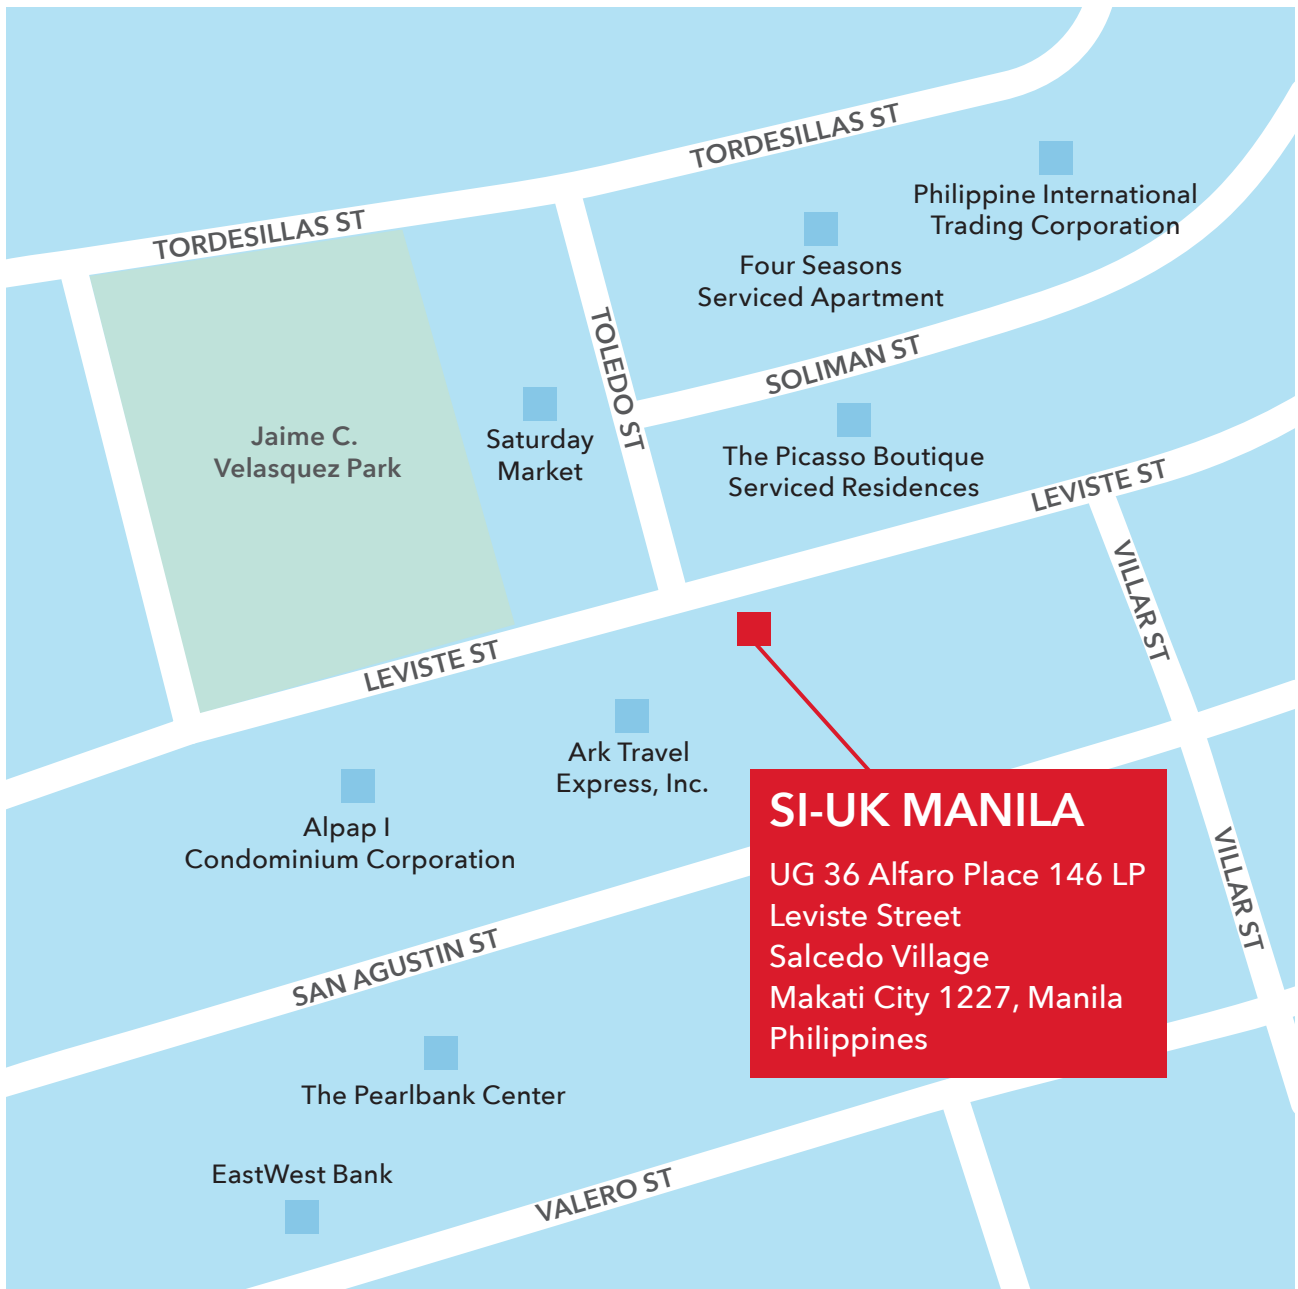 TORDESILLAS ST
Philippine International
Trading Corporation
TORDESILLAS ST
Four Seasons
Serviced Apartment
TOLEDO ST
SOLIMAN ST
Jaime C.
Velasquez Park
Saturday
Market
The Picasso Boutique
Serviced Residences
LEVISTE ST
VILLAR ST
LEVISTE ST
Ark Travel
Express, Inc.
Alpap I
Condominium Corporation
SI-UK MANILA
UG 36 Alfaro Place 146 LP
Leviste Street
Salcedo Village
Makati City 1227, Manila
Philippines
VILLAR ST
SAN AGUSTIN ST
The Pearlbank Center
EastWest Bank
VALERO ST